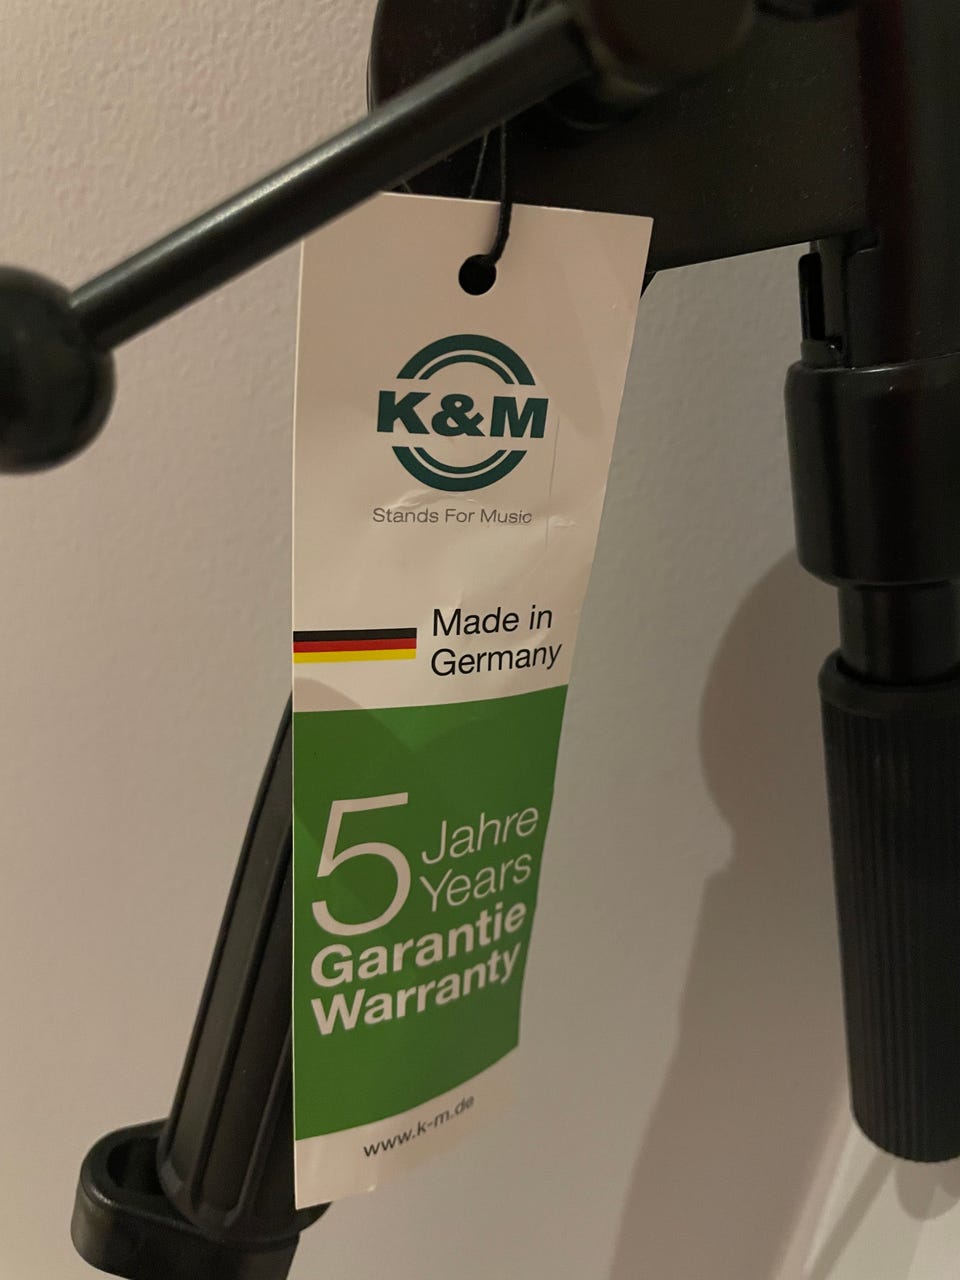 K&M
Stands For Music
Made in
Germany
5 Jahre
Years
Garantie
Warranty
www.k-m.de